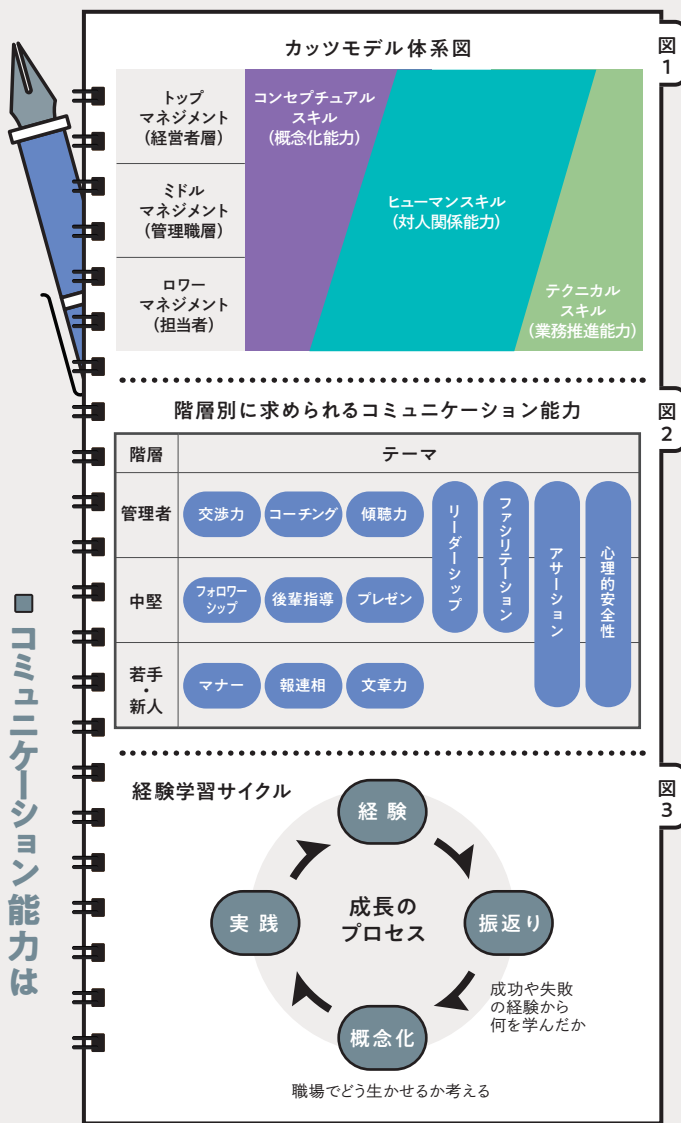 図
1
カッツモデル体系図
トップ
マネジメント
(経営者層)
コンセプチュアル
スキル
(概念化能力)
ミドル
マネジメント
(管理職層)
ヒューマンスキル
(対人関係能力)
ロワー
マネジメント
(担当者)
テクニカル
スキル
(業務推進能力)
図
2
階層別に求められるコミュニケーション能力
階層
テーマ
管理者
交渉力
コーチング
傾聴力
リーダーシップ
ファシリテーション
アサーション
心理的安全性
中堅
フォロワー
シップ
後輩指導
プレゼン
若手
・
新人
マナー
報連相
文章力
図
3
経験学習サイクル
経験
成長の
プロセス
実践
振返り
成功や失敗
の経験から
何を学んだか
概念化
職場でどう生かせるか考える
■コミュニケーション能力は